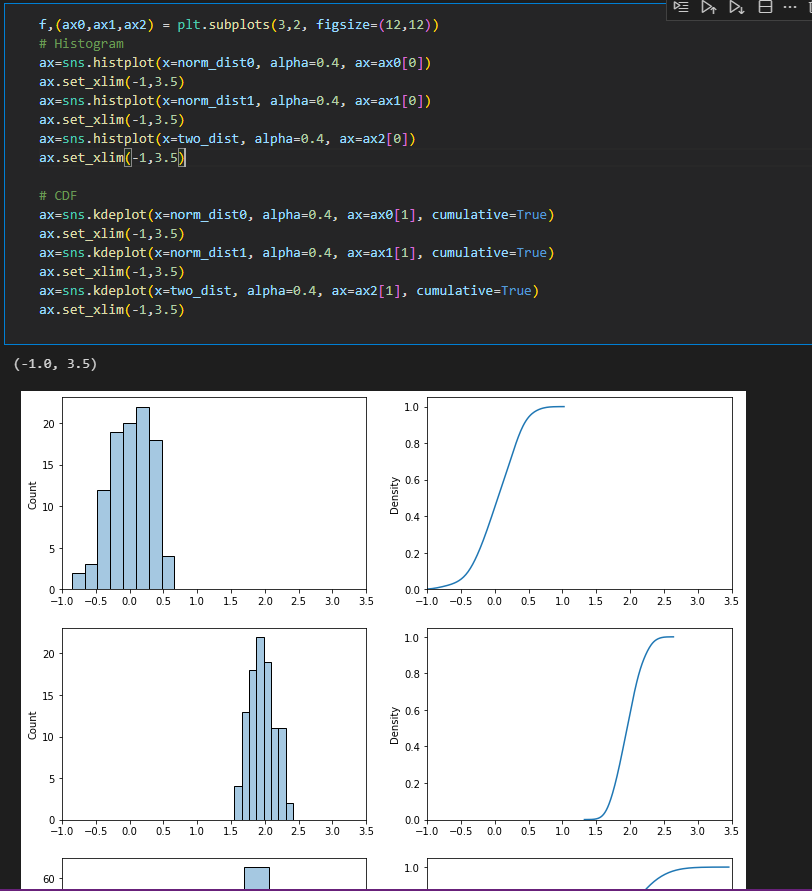 f,(ax0,ax1,ax2) = plt.subplots(3,2, figsize=(12,12))
# Histogram
ax=sns.histplot(x=norm_dist0, alpha=0.4, ax=ax0[0])
ax.set_xlim(-1,3.5)
ax=sns.histplot(x=norm_dist1, alpha=0.4, ax=ax1[0])
ax.set_xlim(-1,3.5)
ax=sns.histplot(x=two_dist, alpha=0.4, ax=ax2[0])
ax.set_xlim(-1,3.5)
# CDF
ax=sns.kdeplot(x=norm_dist0, alpha=0.4, ax=ax0[1], cumulative=True)
ax.set_xlim(-1,3.5)
ax=sns.kdeplot(x=norm_dist1, alpha=0.4, ax=ax1[1], cumulative=True)
ax.set_xlim(-1,3.5)
ax=sns.kdeplot(x=two_dist, alpha=0.4, ax=ax2[1], cumulative=True)
ax.set_xlim(-1,3.5)
(-1.0, 3.5)
20
15
10
5
0
Count
−1.0 −0.5 0.0 0.5 1.0 1.5 2.0 2.5 3.0 3.5
1.0
0.8
0.6
0.4
0.2
0.0
Density
−1.0 −0.5 0.0 0.5 1.0 1.5 2.0 2.5 3.0 3.5
20
15
10
5
0
Count
−1.0 −0.5 0.0 0.5 1.0 1.5 2.0 2.5 3.0 3.5
1.0
0.8
0.6
0.4
0.2
0.0
Density
−1.0 −0.5 0.0 0.5 1.0 1.5 2.0 2.5 3.0 3.5
60
1.0